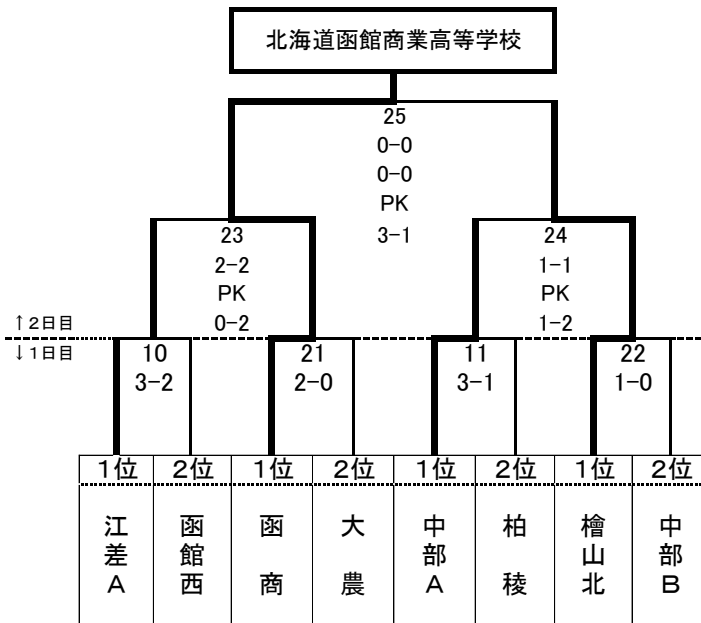 北海道函館商業高等学校
25
0-0
0-0
PK
3-1
23
24
2-2
1-1
PK
PK
0-2
1-2
↑2日目
↓1日目
10
21
11
22
3-2
2-0
3-1
1-0
1位 2位 1位 2位 1位 2位 1位 2位
江差A
函館西
函商
大農
中部A
柏稜
檜山北
中部B